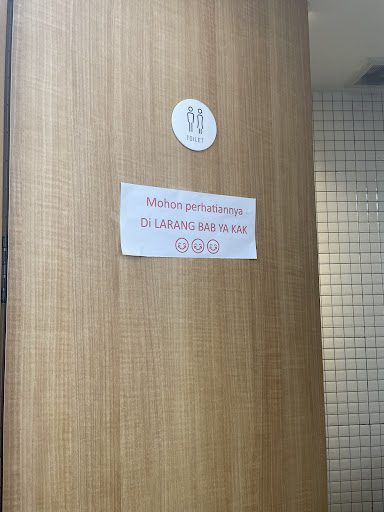 TOILET
Mohon perhatiannya
Di LARANG BAB YA KAK